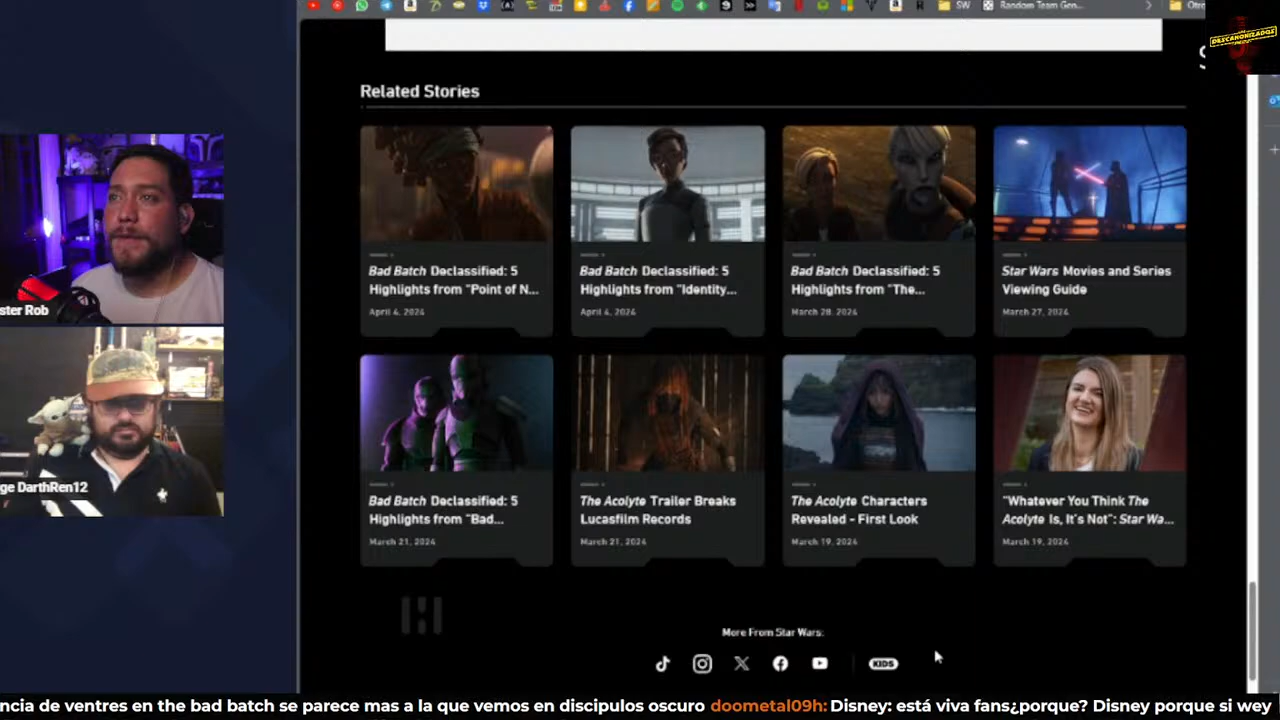 SW
Random Team Gen...
Otro
DESCANONIZADOS
Related Stories
Bad Batch Declassified: 5
Highlights from "Point of N...
April 4, 2024
Bad Batch Declassified: 5
Highlights from "Identity...
April 4, 2024
Bad Batch Declassified: 5
Highlights from "The...
March 28, 2024
Star Wars Movies and Series
Viewing Guide
March 27, 2024
ster Rob
ge DarthRen12
Bad Batch Declassified: 5
Highlights from "Bad...
March 21, 2024
The Acolyte Trailer Breaks
Lucasfilm Records
March 21, 2024
The Acolyte Characters
Revealed - First Look
March 19, 2024
"Whatever You Think The
Acolyte Is, It's Not": Star Wa...
March 19, 2024
More From Star Wars:
KIDS
ncia de ventres en the bad batch se parece mas a la que vemos en discipulos oscuro doometal09h: Disney: está viva fans¿porque? Disney porque si wey